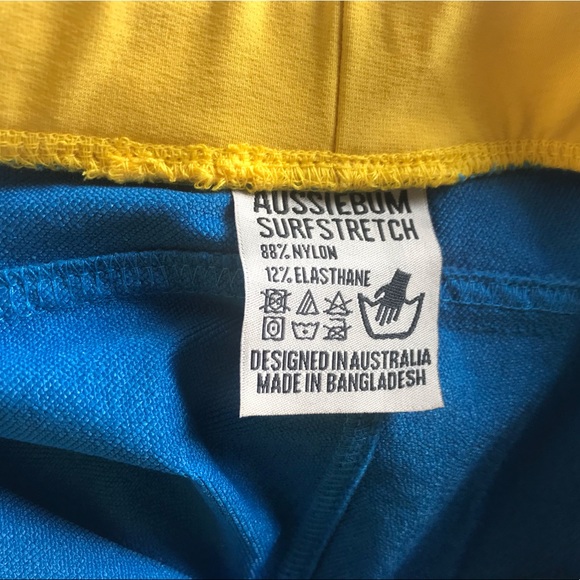 AUSSIEBUM
SURFSTRETCH
88% NYLON
12% ELASTHANE
DESIGNED IN AUSTRALIA
MADE IN BANGLADESH